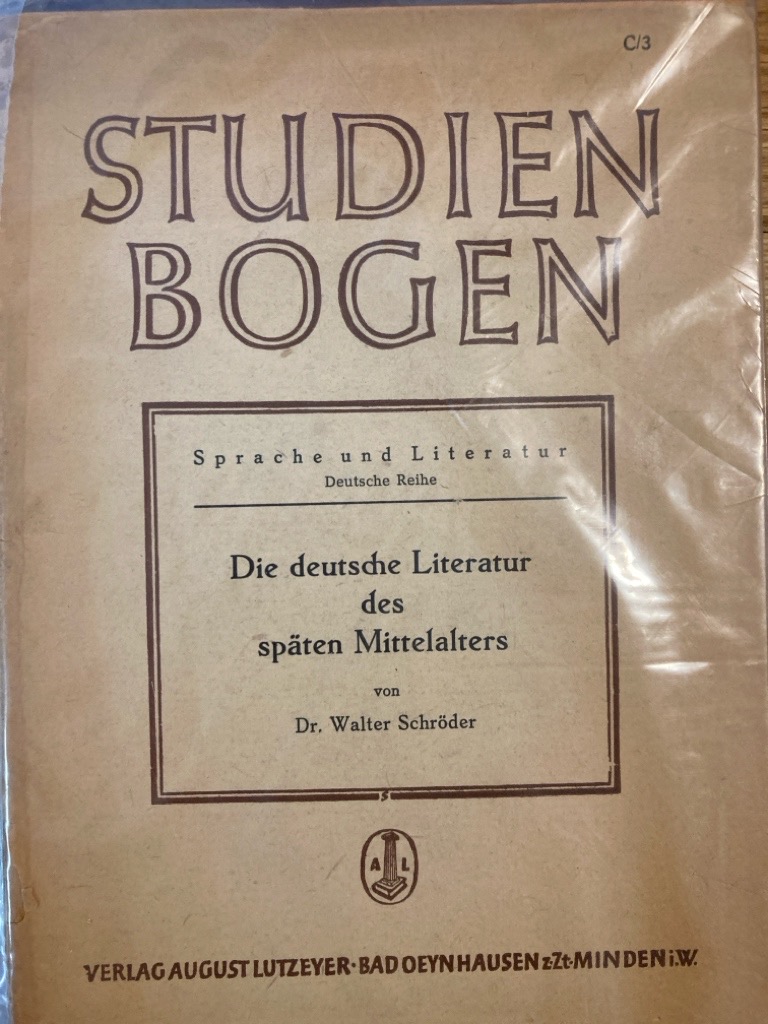 C/3
STUDIEN
BOGEN
Sprache und Literatur
Deutsche Reihe
Die deutsche Literatur
des
späten Mittelalters
von
Dr. Walter Schröder
S
A L
VERLAG AUGUST LUTZEYER · BAD OEYNHAUSEN z.Zt. MINDEN i.W.